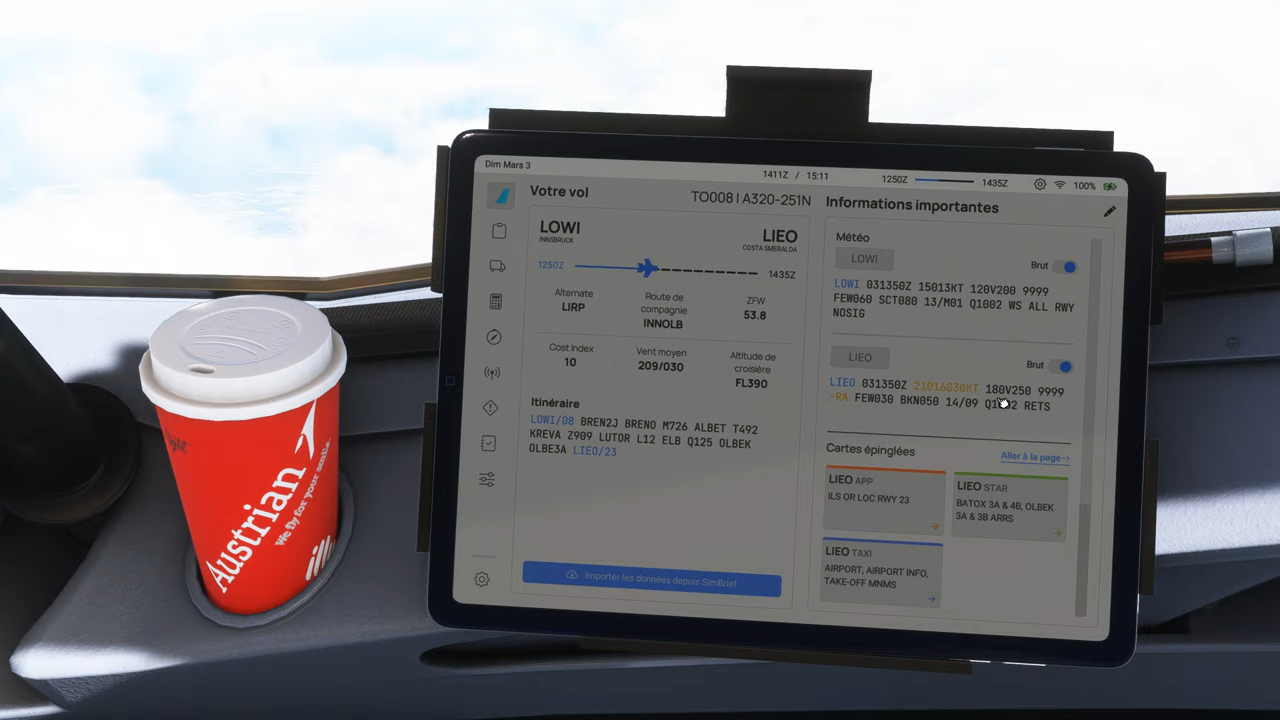 Dim Mars 3
1411Z / 15:11
1250Z
1435Z
100%
Votre vol
TO008 | A320-251N
LOWI
INNSBRUCK
LIEO
COSTA SMERALDA
1250Z
1435Z
Alternate
LIRP
Route de
compagnie
INNOLB
ZFW
53.8
Cost Index
10
Vent moyen
209/030
Altitude de
croisière
FL390
Itinéraire
LOWI/08 BREN2J BRENO M726 ALBET T492
KREVA Z909 LUTOR L12 ELB Q125 OLBEK
OLBE3A LIEO/23
Importer les données depuis SimBrief
Informations importantes
Météo
LOWI
Brut
LOWI 031350Z 15013KT 120V200 9999
FEW060 SCT080 13/M01 Q1002 WS ALL RWY
NOSIG
LIEO
Brut
LIEO 031350Z 21016G30KT 180V250 9999
-RA FEW030 BKN050 14/09 RETS
Cartes épinglées
Aller à la page→
LIEO APP
ILS OR LOC RWY 23
LIEO STAR
BATOX 3A & 4B, OLBEK
3A & 3B ARRS
LIEO TAXI
AIRPORT, AIRPORT INFO,
TAKE-OFF MNMS
Austrian
We fly for your smile.